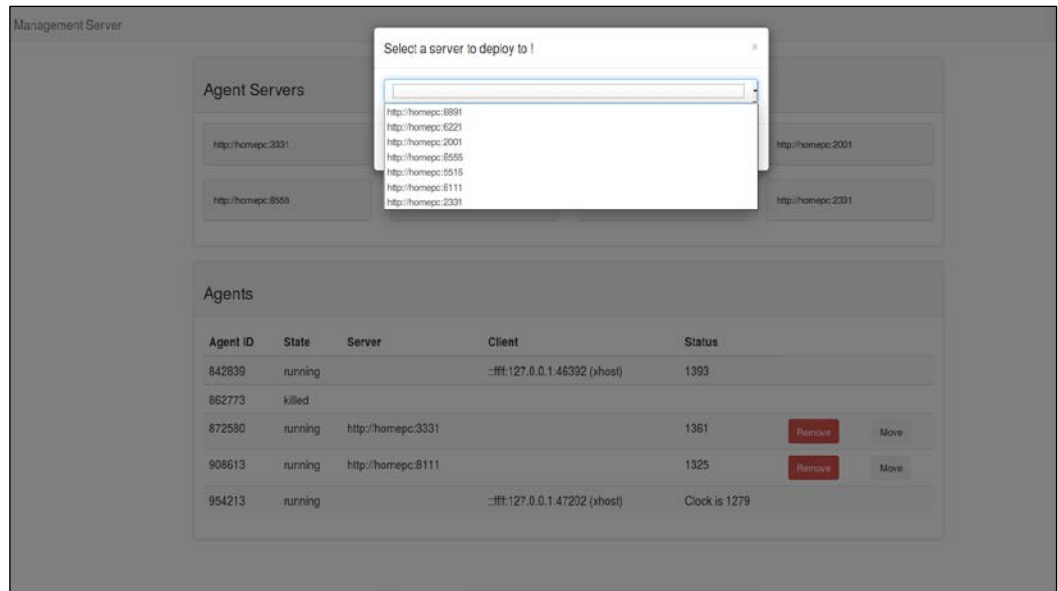 Management Server
Select a server to deploy to ! ×
Agent Servers
http://homepc:8891
http://homepc:6221
http://homepc:2001
http://homepc:8555
http://homepc:5516
http://homepc:8111
http://homepc:2331
http://homepc:3331
http://homepc:2001
http://homepc:8555
http://homepc:2331
Agents
Agent ID State Server Client Status
842839 running ::ffff:127.0.0.1:46392 (xhost) 1393
862773 killed
872580 running http://homepc:3331 1361 Remove Move
908613 running http://homepc:8111 1325 Remove Move
954213 running ::ffff:127.0.0.1:47202 (xhost) Clock is 1279